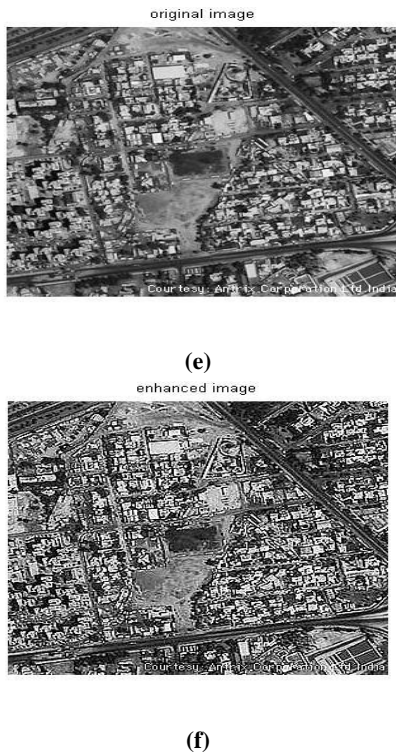 original image
Courtesy: Antrix Corporation Ltd India
(e)
enhanced image
Courtesy: Antrix Corporation Ltd India
(f)